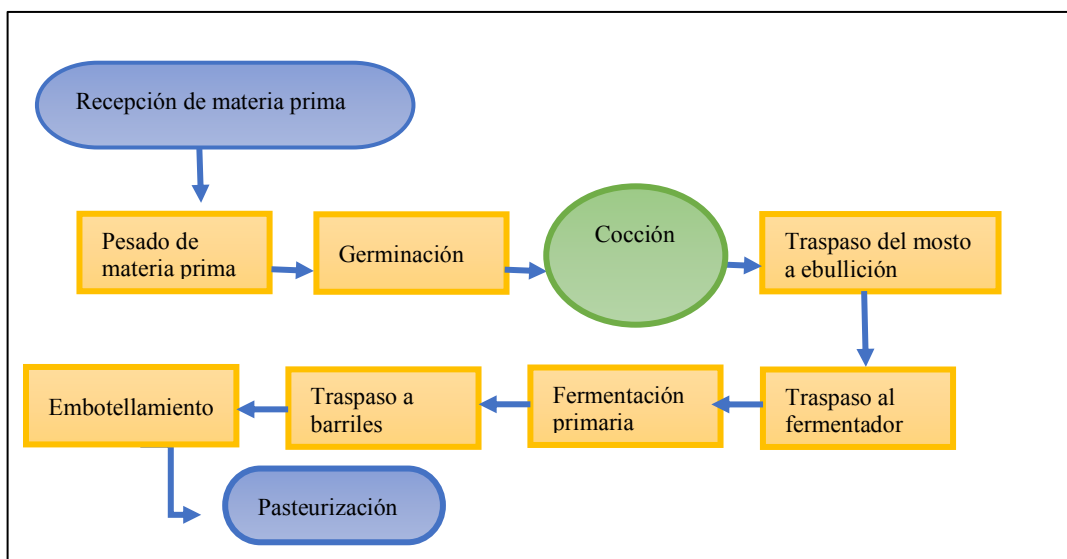 Recepción de materia prima
Pesado de
materia prima
Germinación
Cocción
Traspaso del mosto
a ebullición
Traspaso al
fermentador
Fermentación
primaria
Traspaso a
barriles
Embotellamiento
Pasteurización